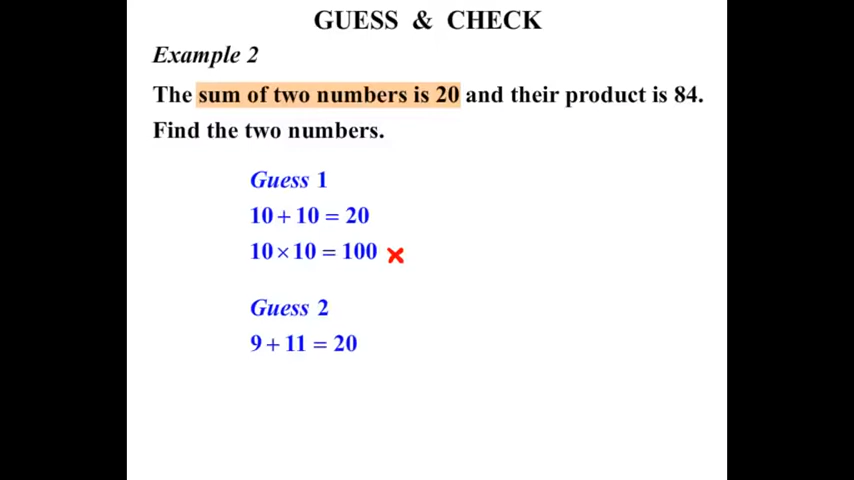 GUESS & CHECK
Example 2
The sum of two numbers is 20 and their product is 84.
Find the two numbers.
Guess 1
10 + 10 = 20
10 × 10 = 100 ×
Guess 2
9 + 11 = 20